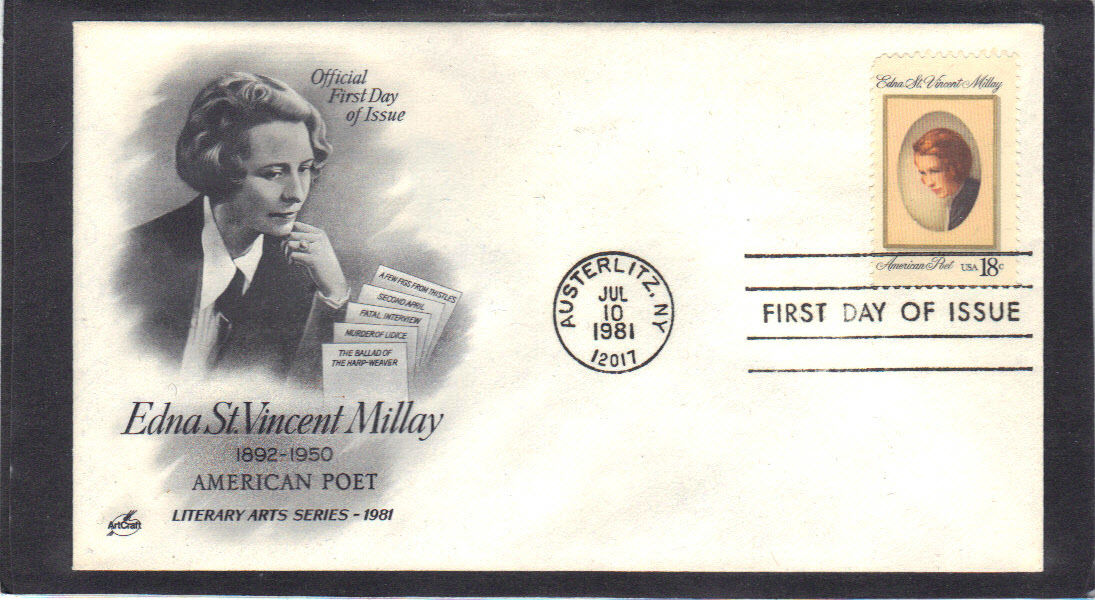 Official
First Day
of Issue
A FEW FIGS FROM THISTLES
SECOND APRIL
FATAL INTERVIEW
MURDER OF LIDICE
THE BALLAD OF
THE HARP-WEAVER
Edna St. Vincent Millay
1892-1950
AMERICAN POET
LITERARY ARTS SERIES - 1981
ArtCraft
AUSTERLITZ, NY
JUL
10
1981
12017
Edna St. Vincent Millay
American Poet USA 18c
FIRST DAY OF ISSUE